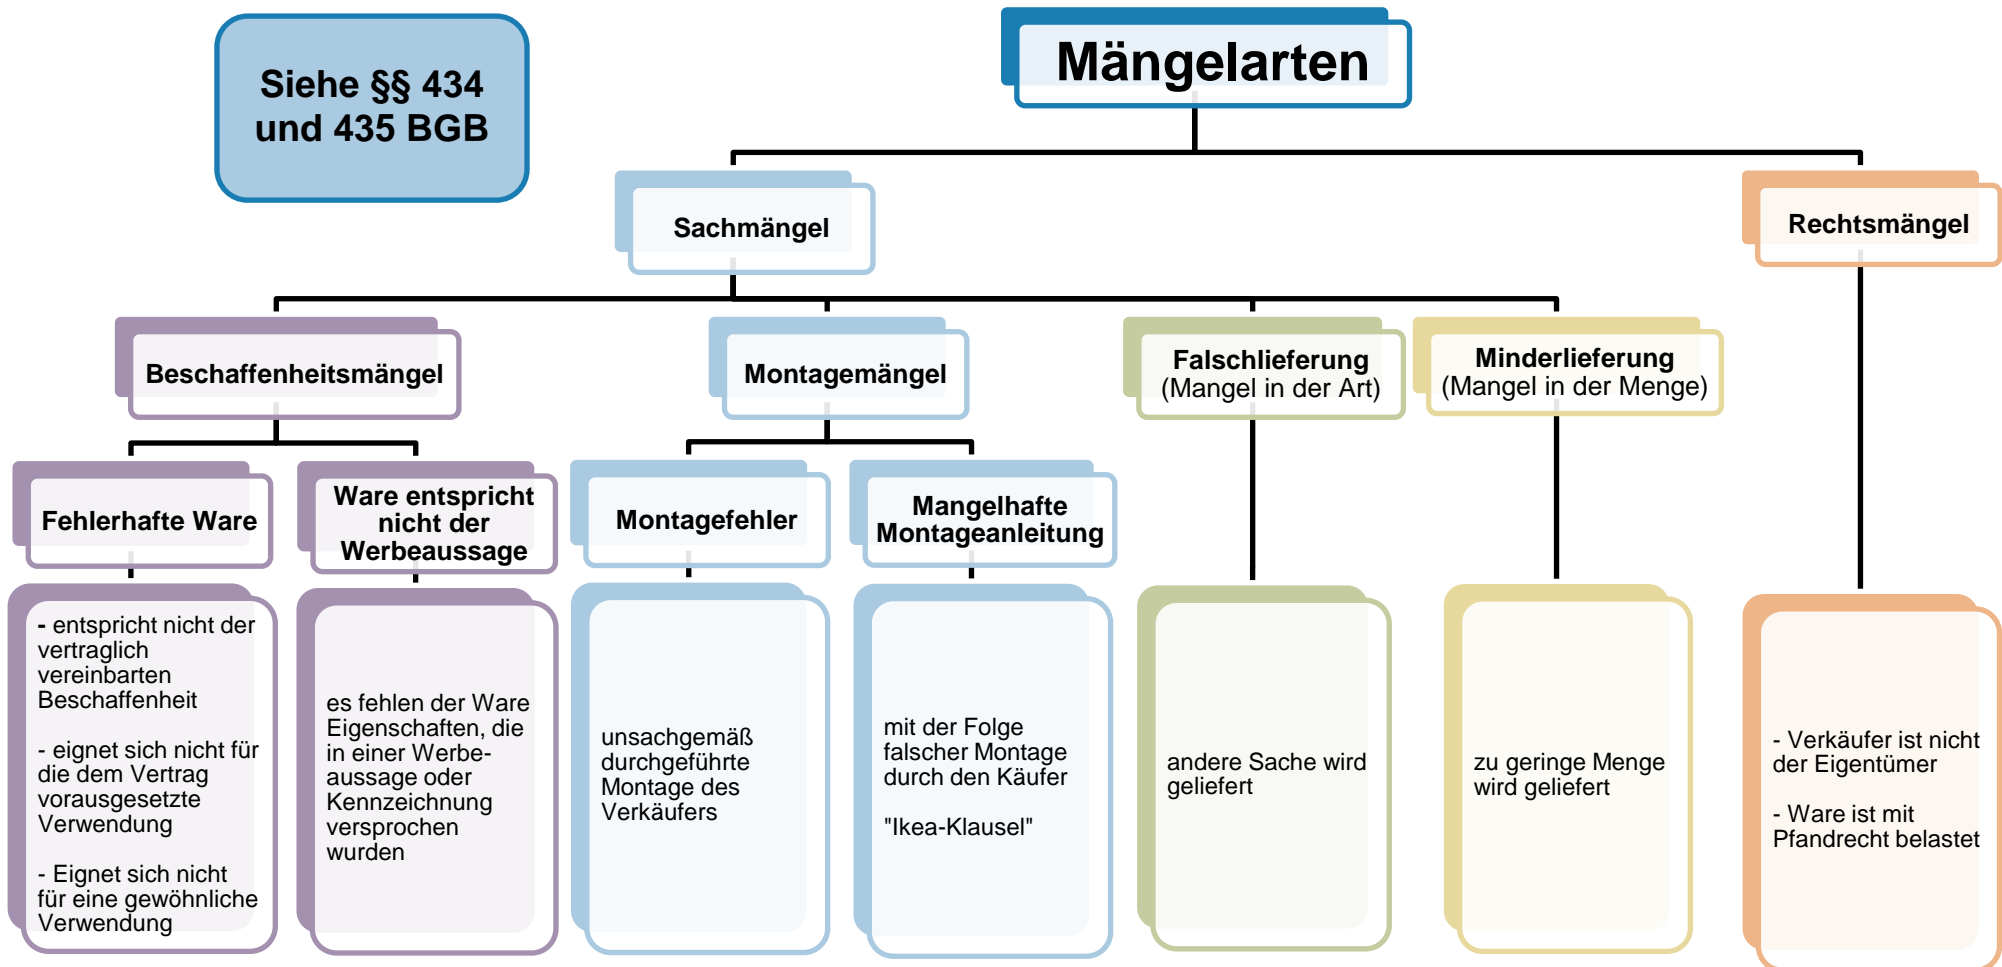 Siehe §§ 434
und 435 BGB
Mängelarten
Sachmängel
Rechtsmängel
Beschaffenheitsmängel
Montagemängel
Falschlieferung
(Mangel in der Art)
Minderlieferung
(Mangel in der Menge)
Fehlerhafte Ware
Ware entspricht
nicht der
Werbeaussage
Montagefehler
Mangelhafte
Montageanleitung
- entspricht nicht der
vertraglich
vereinbarten
Beschaffenheit
- eignet sich nicht für
die dem Vertrag
vorausgesetzte
Verwendung
- Eignet sich nicht
für eine gewöhnliche
Verwendung
es fehlen der Ware
Eigenschaften, die
in einer Werbe-
aussage oder
Kennzeichnung
versprochen
wurden
unsachgemäß
durchgeführte
Montage des
Verkäufers
mit der Folge
falscher Montage
durch den Käufer
"Ikea-Klausel"
andere Sache wird
geliefert
zu geringe Menge
wird geliefert
- Verkäufer ist nicht
der Eigentümer
- Ware ist mit
Pfandrecht belastet